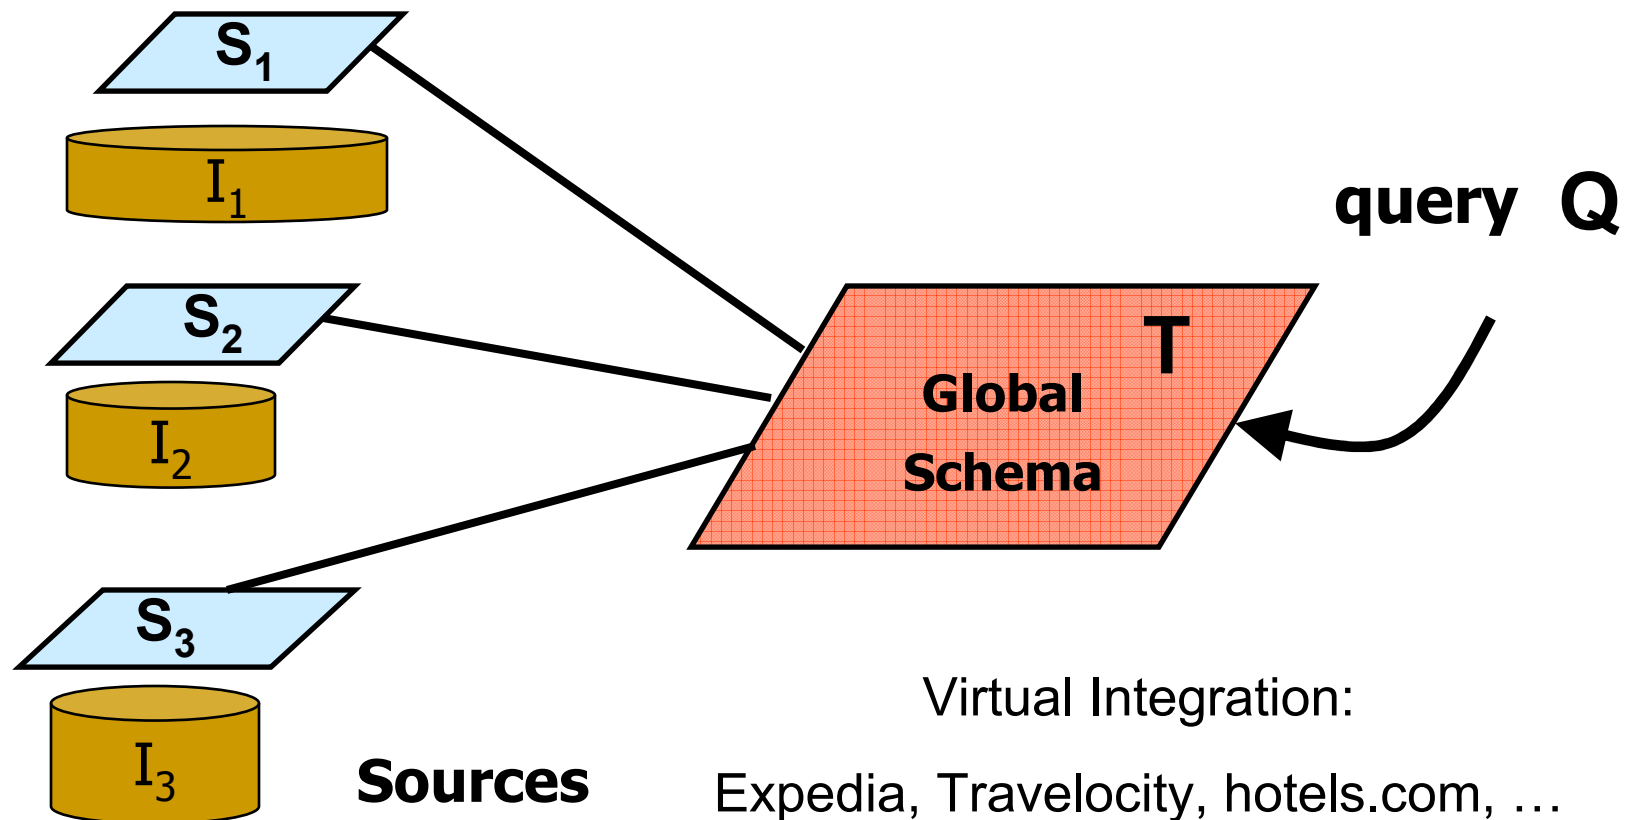 S₁
I₁
query Q
S₂
I₂
T
Global
Schema
S₃
I₃
Sources
Virtual Integration:
Expedia, Travelocity, hotels.com, …